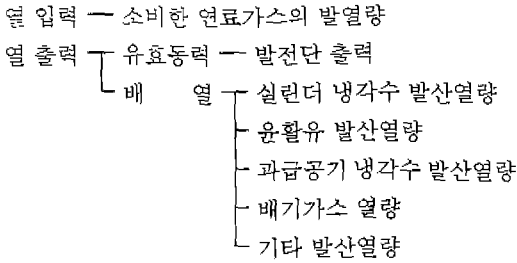 열 입력 ─ 소비한 연료가스의 발열량
열 출력 ┬ 유효동력 ─ 발전단 출력
└ 배 열 ┬ 실린더 냉각수 발산열량
├ 윤활유 발산열량
├ 과급공기 냉각수 발산열량
├ 배기가스 열량
└ 기타 발산열량